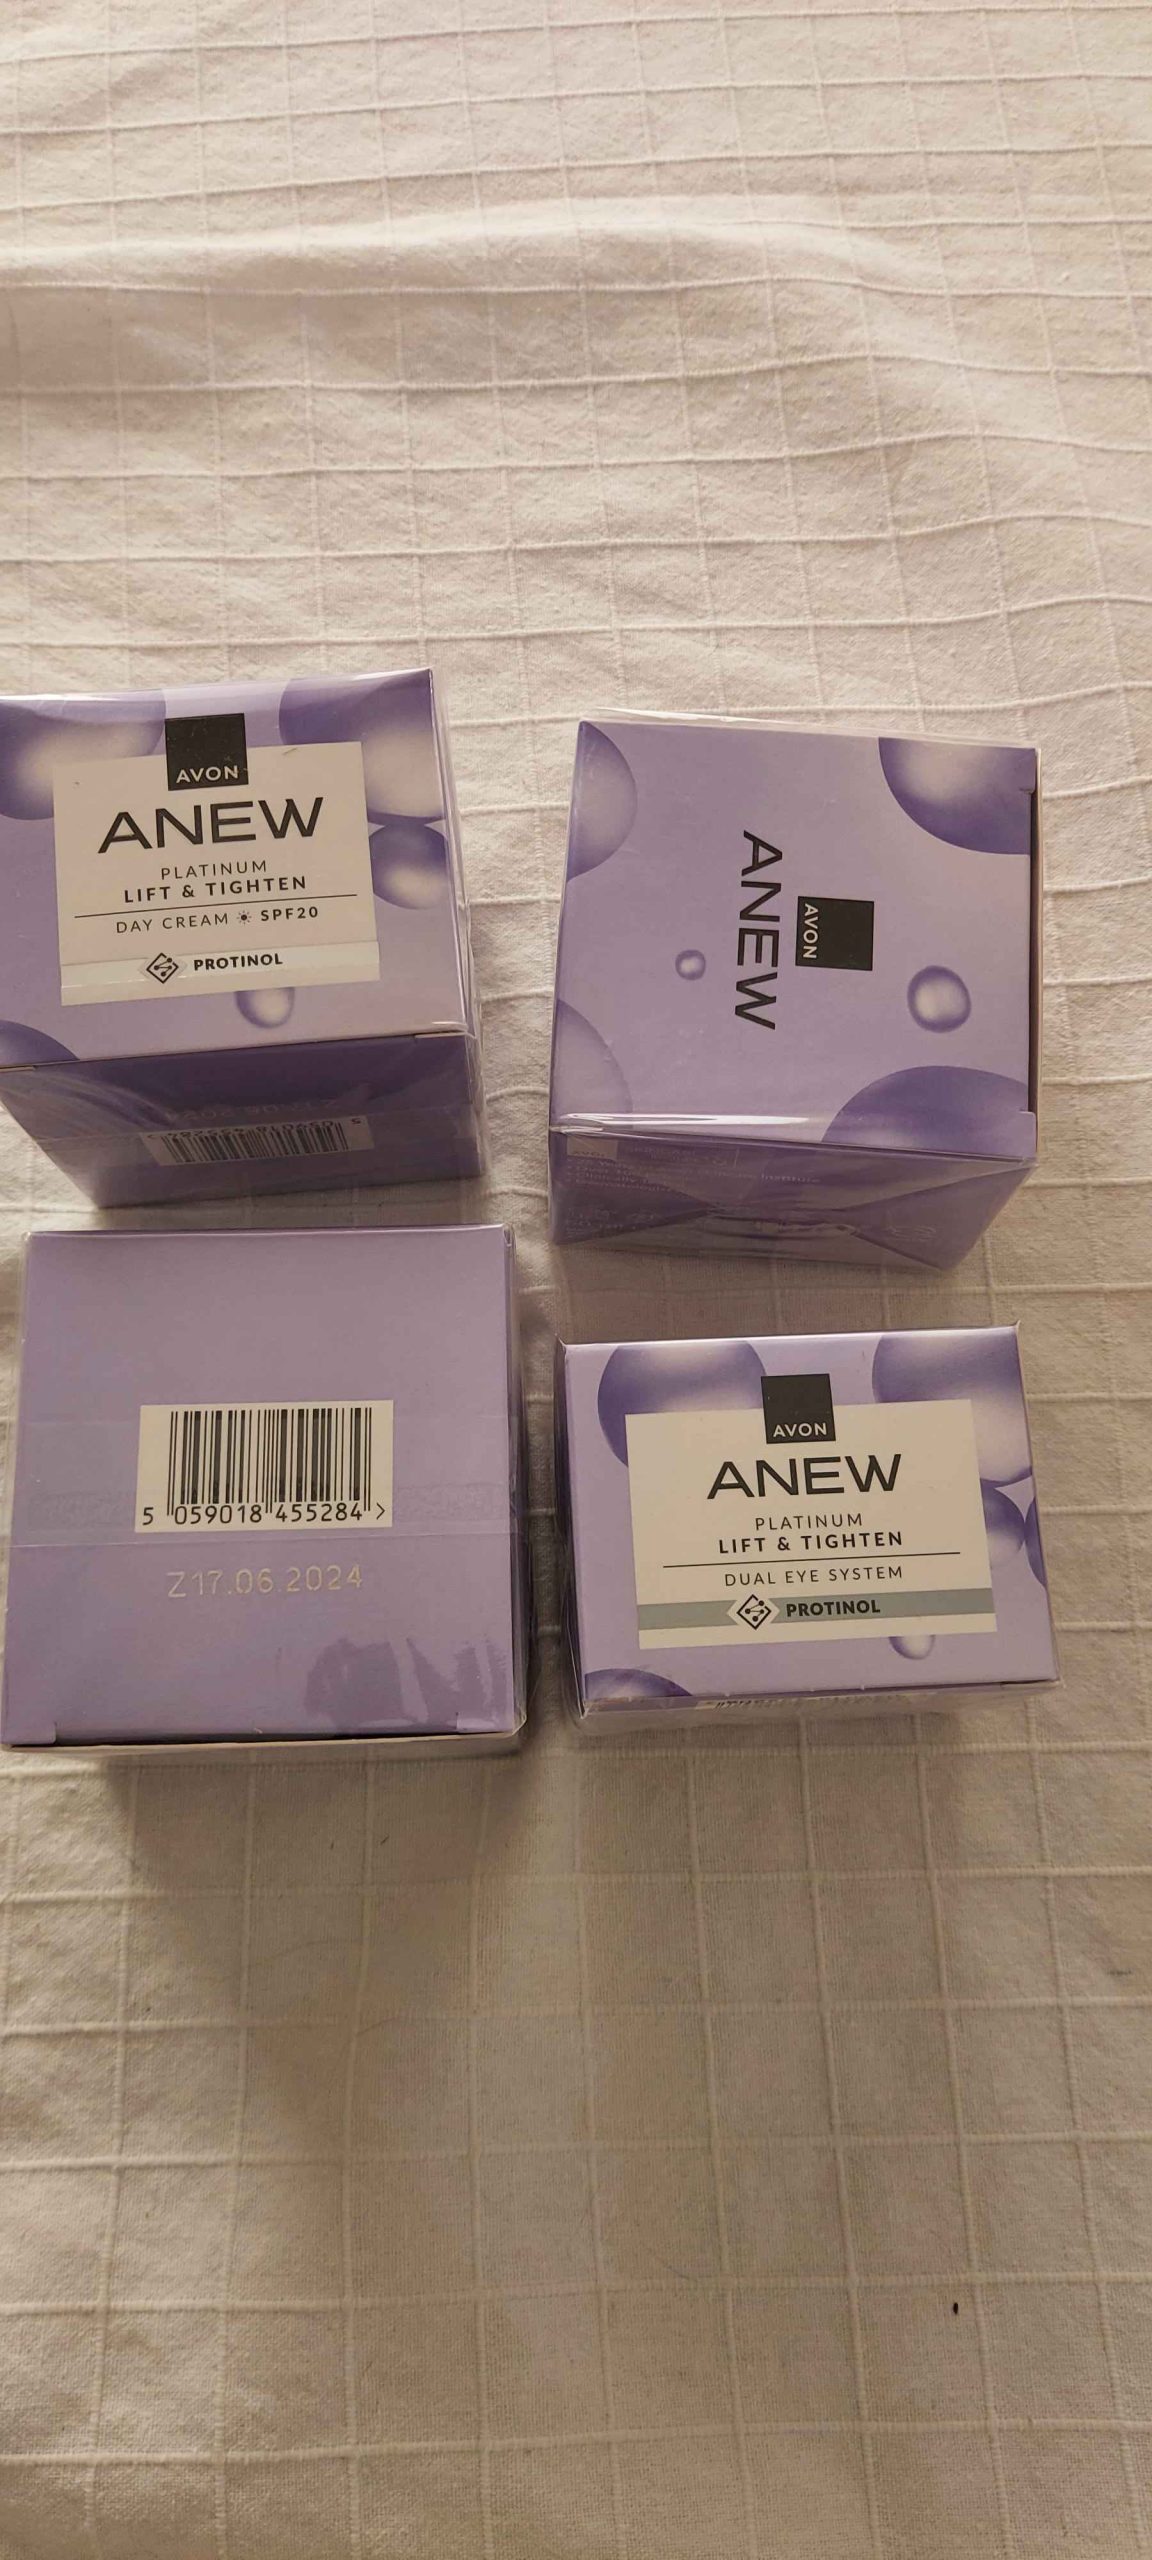 AVON
ANEW
PLATINUM
LIFT & TIGHTEN
DAY CREAM SPF20
PROTINOL
AVON
ANEW
5 059018 455284 >
Z17.06.2024
AVON
ANEW
PLATINUM
LIFT & TIGHTEN
DUAL EYE SYSTEM
PROTINOL